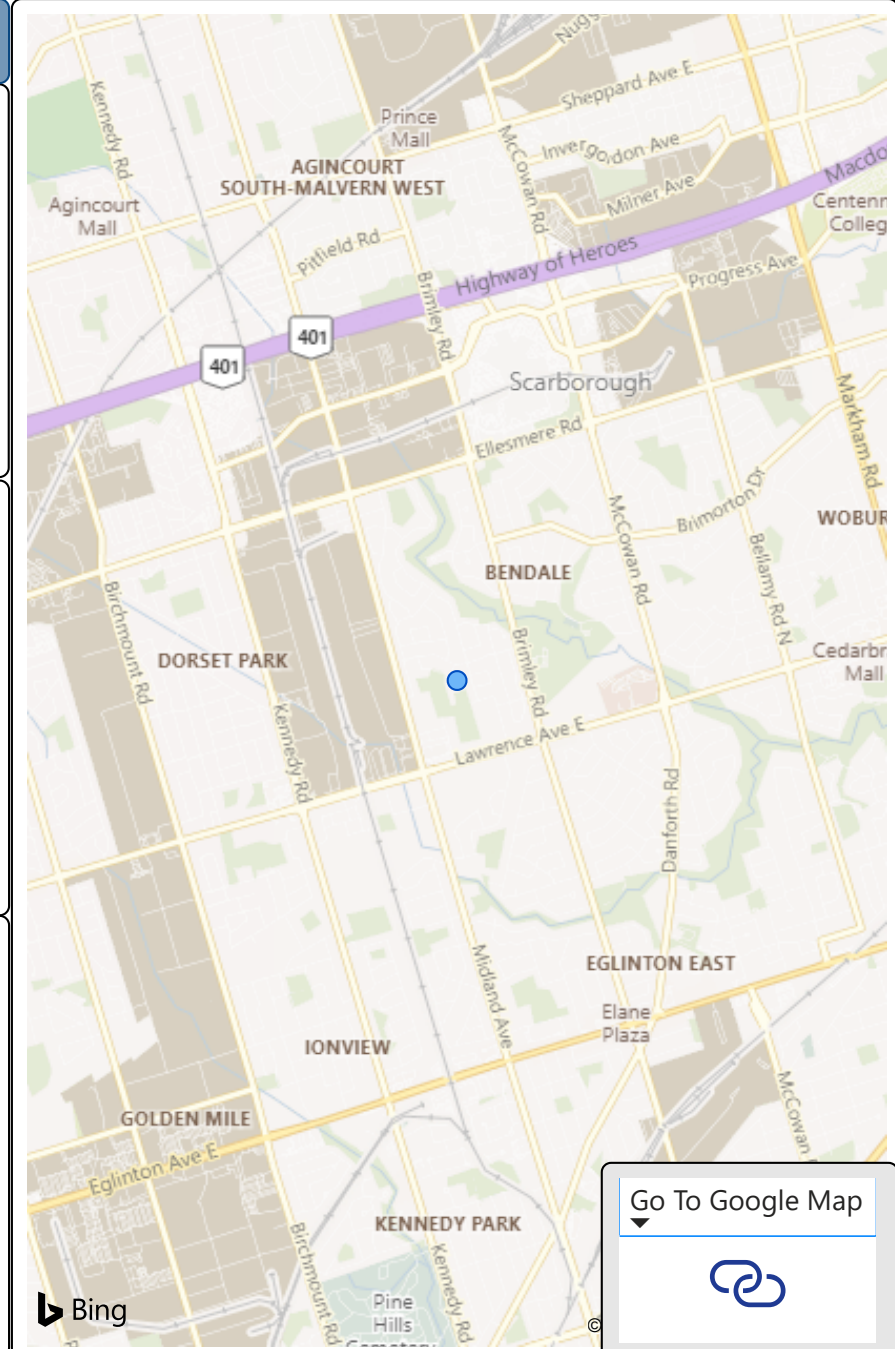 Nugg
Sheppard Ave E
Kennedy Rd
Prince
Mall
McCowan Rd
Invergordon Ave
Macdo
AGINCOURT
SOUTH-MALVERN WEST
Milner Ave
Agincourt
Mall
Centenn
Colleg
Pitfield Rd
Highway of Heroes
Progress Ave
Brimley Rd
401
401
Scarborough
Markham Rd
Ellesmere Rd
Brimorton Dr
McCowan Rd
WOBUR
Bellamy Rd N
BENDALE
Birchmount Rd
Brimley Rd
DORSET PARK
Cedarbr
Mall
Kennedy Rd
Lawrence Ave E
Danforth Rd
Midland Ave
EGLINTON EAST
Elane
Plaza
IONVIEW
McCowan
GOLDEN MILE
Eglinton Ave E
Go To Google Map
KENNEDY PARK
Birchmount Rd
Kennedy Rd
Pine
Hills
Cemetery
Bing
©